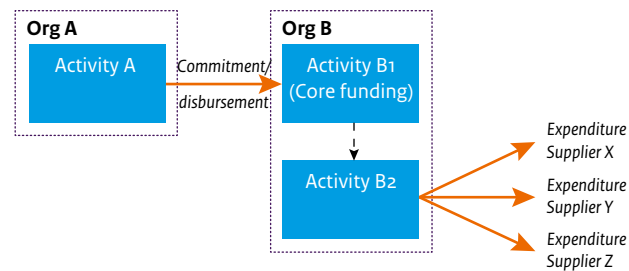 Org A
Activity A
Commitment/
disbursement
Org B
Activity B1
(Core funding)
Activity B2
Expenditure
Supplier X
Expenditure
Supplier Y
Expenditure
Supplier Z